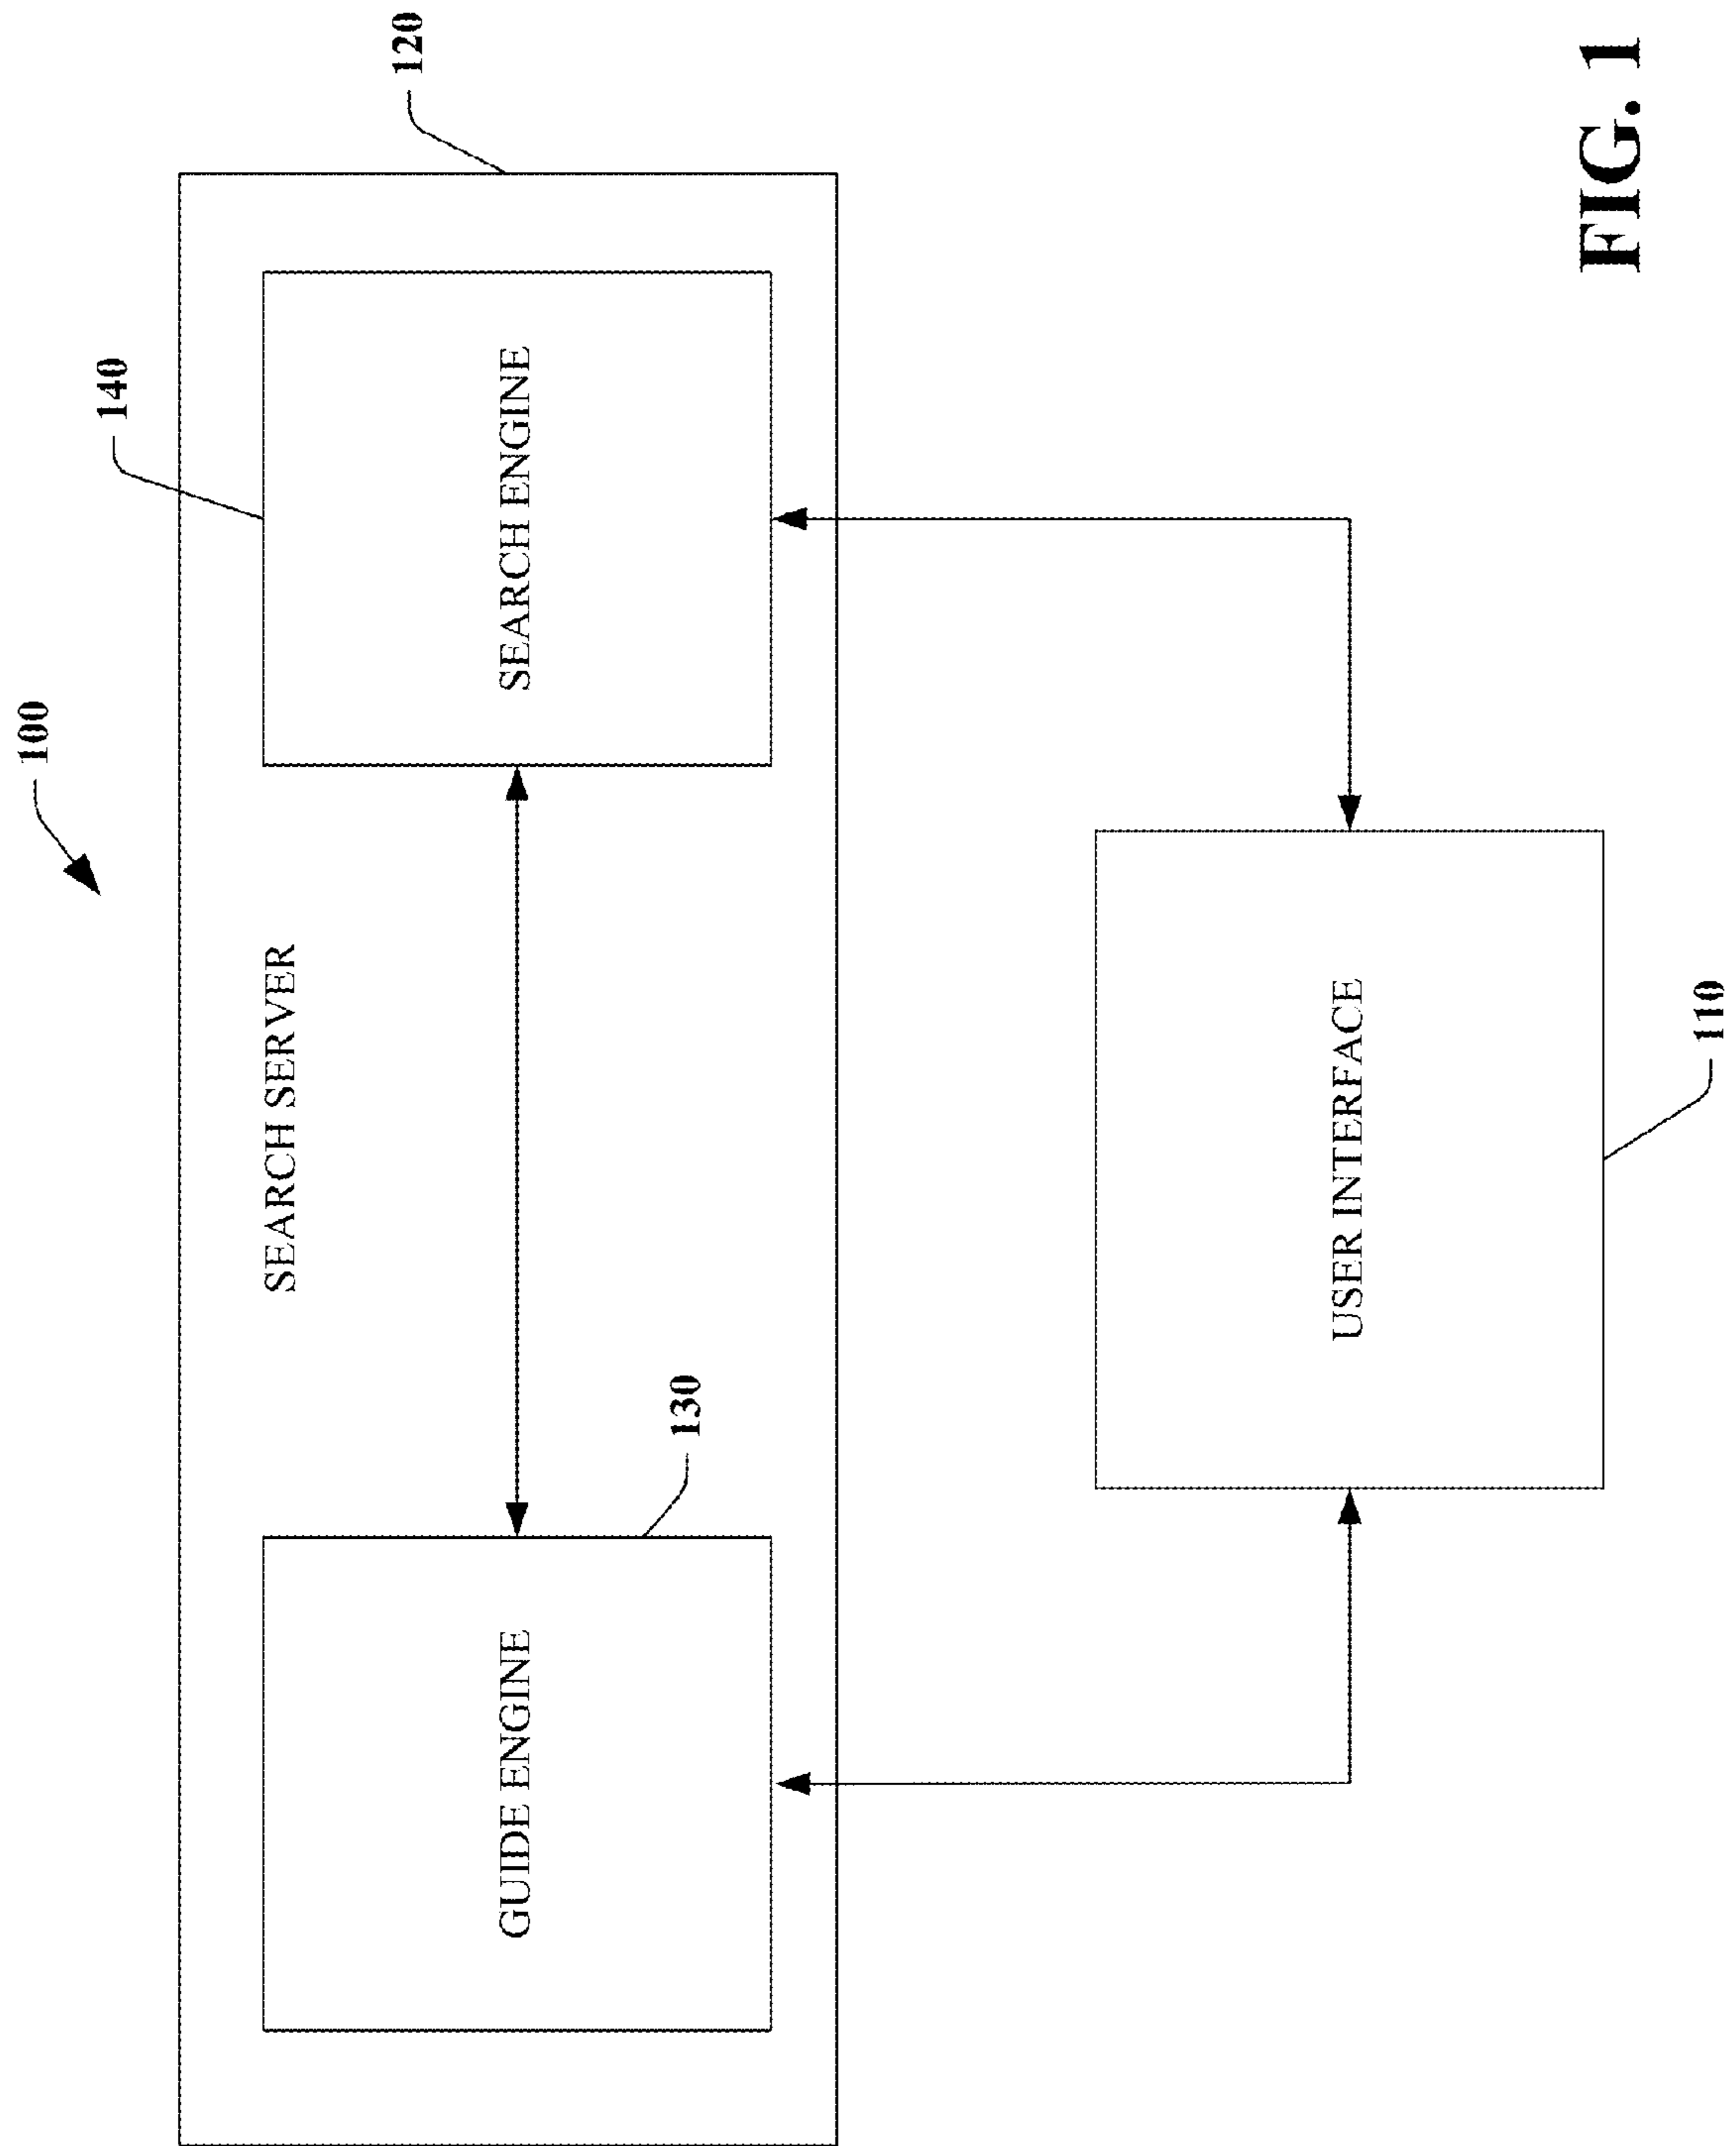 100
120
140
SEARCH SERVER
130
GUIDE ENGINE
SEARCH ENGINE
USER INTERFACE
110
FIG. 1